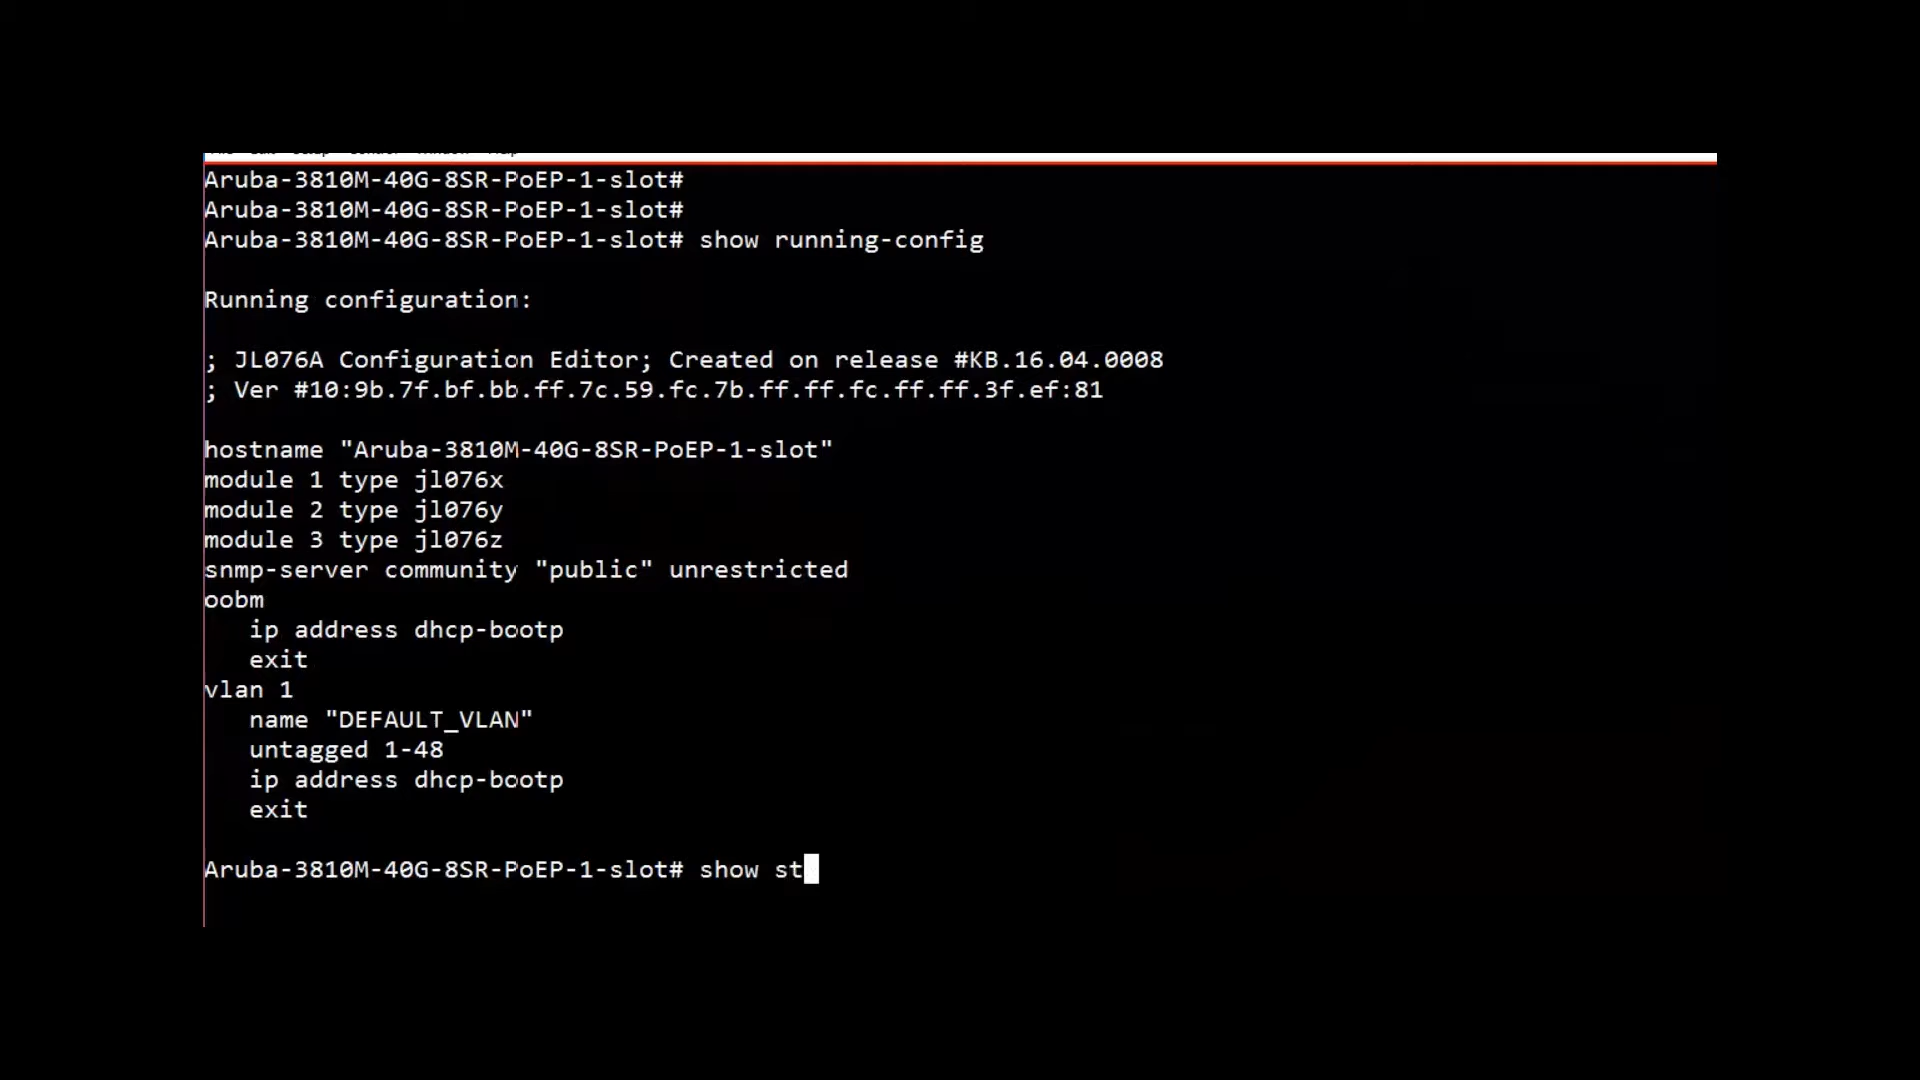 Aruba-3810M-40G-8SR-PoEP-1-slot#
Aruba-3810M-40G-8SR-PoEP-1-slot#
Aruba-3810M-40G-8SR-PoEP-1-slot# show running-config
Running configuration:
; JL076A Configuration Editor; Created on release #KB.16.04.0008
; Ver #10:9b.7f.bf.bb.ff.7c.59.fc.7b.ff.ff.fc.ff.ff.3f.ef:81
hostname "Aruba-3810M-40G-8SR-PoEP-1-slot"
module 1 type jl076x
module 2 type jl076y
module 3 type jl076z
snmp-server community "public" unrestricted
oobm
ip address dhcp-bootp
exit
vlan 1
name "DEFAULT_VLAN"
untagged 1-48
ip address dhcp-bootp
exit
Aruba-3810M-40G-8SR-PoEP-1-slot# show st